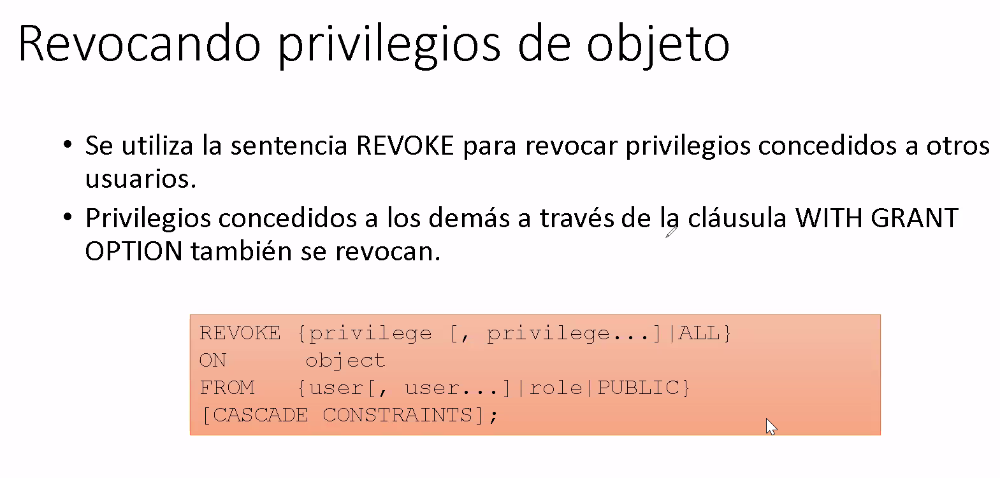 Revocando privilegios de objeto
• Se utiliza la sentencia REVOKE para revocar privilegios concedidos a otros
usuarios.
• Privilegios concedidos a los demás a través de la cláusula WITH GRANT
OPTION también se revocan.
REVOKE {privilege [, privilege...]|ALL}
ON object
FROM {user[, user...]|role|PUBLIC}
[CASCADE CONSTRAINTS];